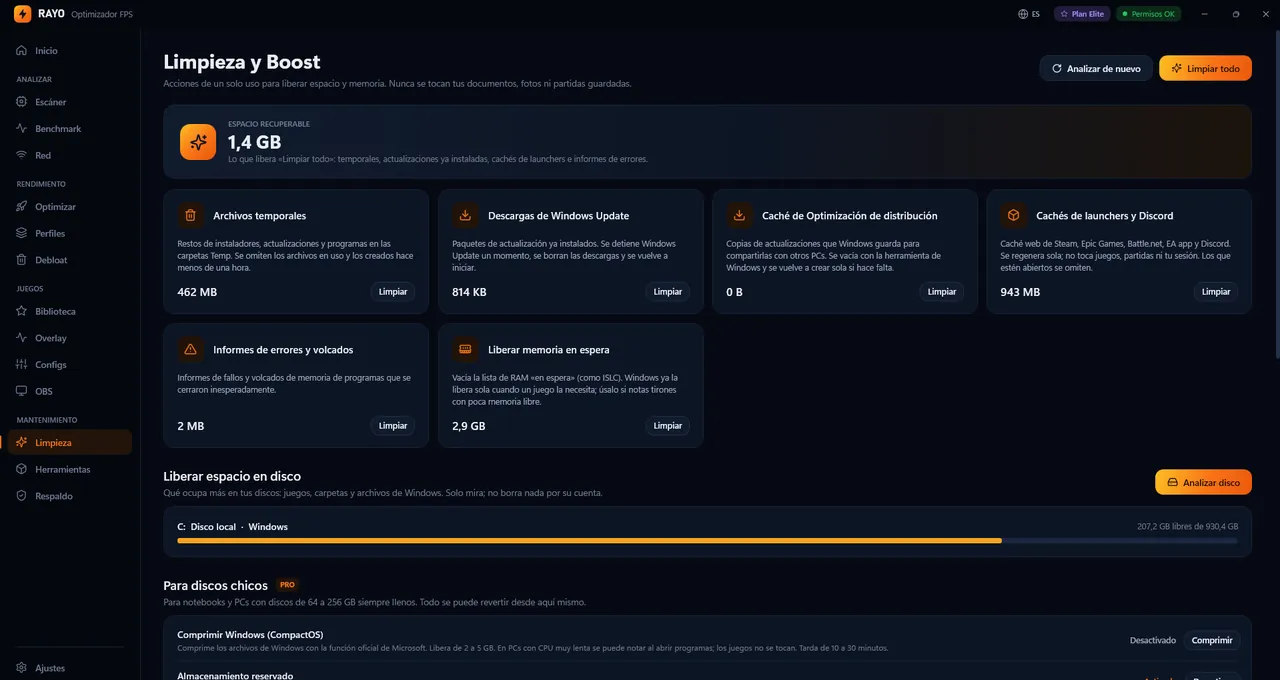 RAYO Optimizador FPS
ES
Plan Elite
Permisos OK
Inicio
ANALIZAR
Escáner
Benchmark
Red
RENDIMIENTO
Optimizar
Perfiles
Debloat
JUEGOS
Biblioteca
Overlay
Configs
OBS
MANTENIMIENTO
Limpieza
Herramientas
Respaldo
Ajustes
Limpieza y Boost
Acciones de un solo uso para liberar espacio y memoria. Nunca se tocan tus documentos, fotos ni partidas guardadas.
Analizar de nuevo
Limpiar todo
ESPACIO RECUPERABLE
1,4 GB
Lo que libera «Limpiar todo»: temporales, actualizaciones ya instaladas, cachés de launchers e informes de errores.
Archivos temporales
Restos de instaladores, actualizaciones y programas en las
carpetas Temp. Se omiten los archivos en uso y los creados hace
menos de una hora.
462 MB
Limpiar
Descargas de Windows Update
Paquetes de actualización ya instalados. Se detiene Windows
Update un momento, se borran las descargas y se vuelve a
iniciar.
814 KB
Limpiar
Caché de Optimización de distribución
Copias de actualizaciones que Windows guarda para
compartirlas con otros PCs. Se vacía con la herramienta de
Windows y se vuelve a crear sola si hace falta.
0 B
Limpiar
Cachés de launchers y Discord
Caché web de Steam, Epic Games, Battle.net, EA app y Discord.
Se regenera sola; no toca juegos, partidas ni tu sesión. Los que
estén abiertos se omiten.
943 MB
Limpiar
Informes de errores y volcados
Informes de fallos y volcados de memoria de programas que se
cerraron inesperadamente.
2 MB
Limpiar
Liberar memoria en espera
Vacía la lista de RAM «en espera» (como ISLC). Windows ya la
libera sola cuando un juego la necesita; úsalo si notas tirones
con poca memoria libre.
2,9 GB
Limpiar
Liberar espacio en disco
Qué ocupa más en tus discos: juegos, carpetas y archivos de Windows. Solo mira; no borra nada por su cuenta.
Analizar disco
C: Disco local · Windows
207,2 GB libres de 930,4 GB
Para discos chicos PRO
Para notebooks y PCs con discos de 64 a 256 GB siempre llenos. Todo se puede revertir desde aquí mismo.
Comprimir Windows (CompactOS)
Comprime los archivos de Windows con la función oficial de Microsoft. Libera de 2 a 5 GB. En PCs con CPU muy lenta se puede notar al abrir programas; los juegos no se tocan. Tarda de 10 a 30 minutos.
Desactivado
Comprimir
Almacenamiento reservado